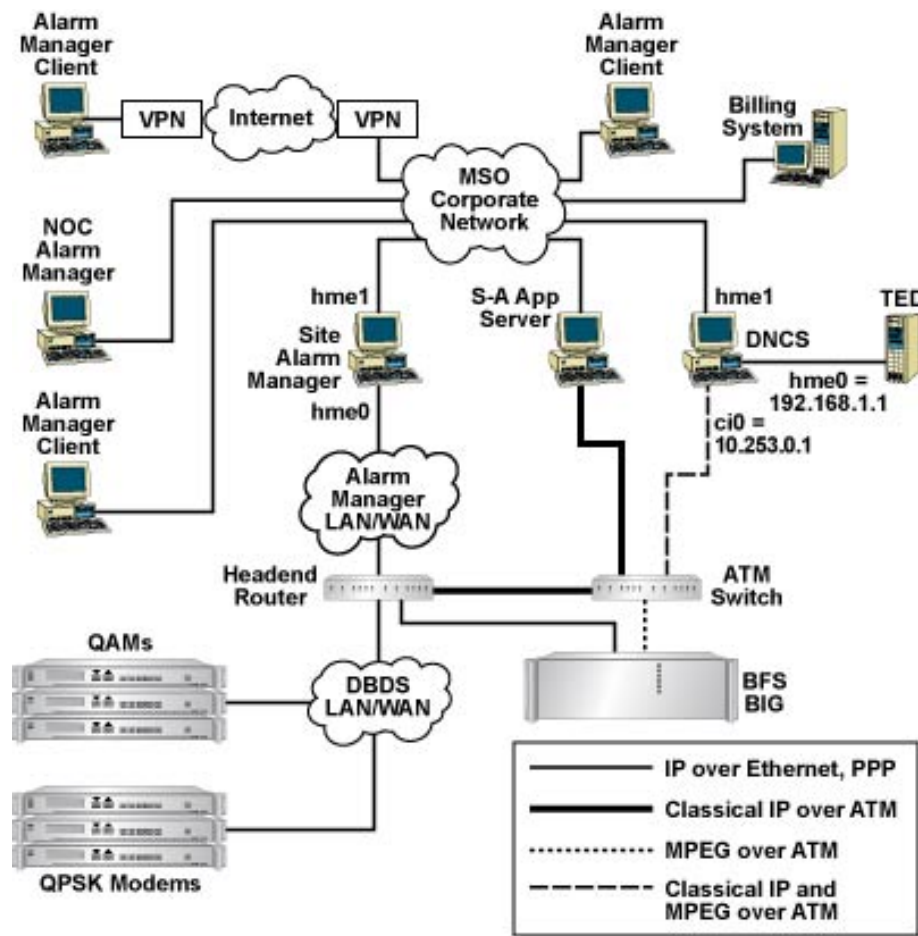 Alarm
Manager
Client
VPN
Internet
VPN
Alarm
Manager
Client
Billing
System
MSO
Corporate
Network
NOC
Alarm
Manager
hme1
Site
Alarm
Manager
hme0
S-A App
Server
hme1
DNCS
TED
hme0 =
192.168.1.1
ci0 =
10.253.0.1
Alarm
Manager
Client
Alarm
Manager
LAN/WAN
Headend
Router
ATM
Switch
QAMs
DBDS
LAN/WAN
BFS
BIG
QPSK Modems
IP over Ethernet, PPP
Classical IP over ATM
MPEG over ATM
Classical IP and
MPEG over ATM